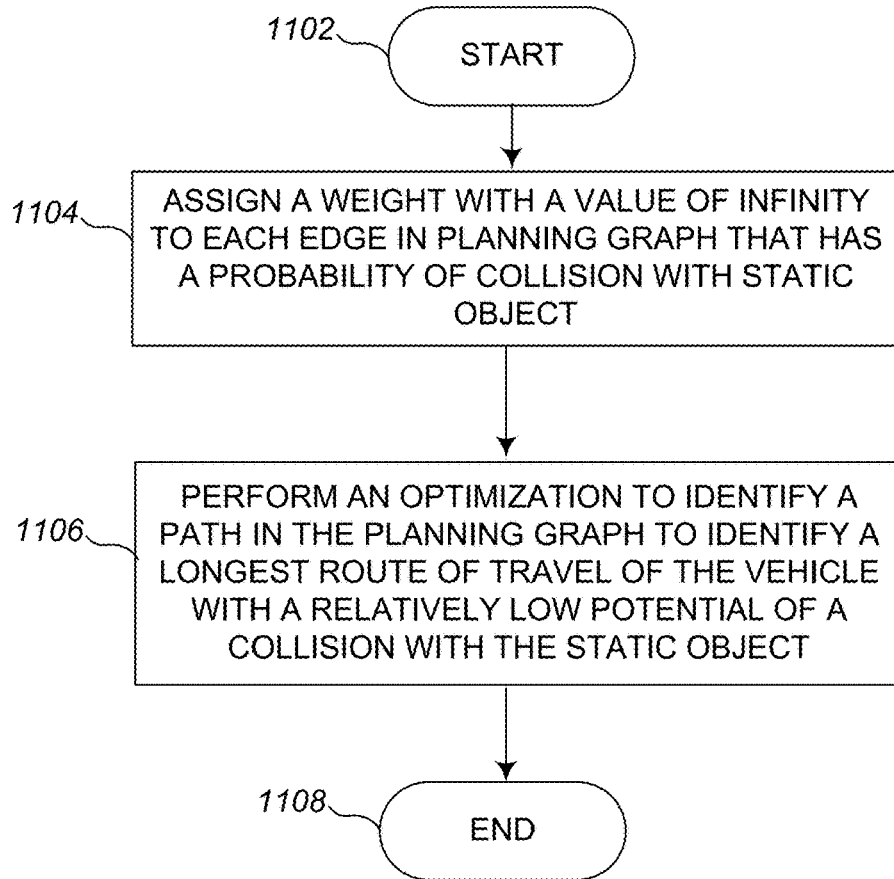 1102
START
1104
ASSIGN A WEIGHT WITH A VALUE OF INFINITY
TO EACH EDGE IN PLANNING GRAPH THAT HAS
A PROBABILITY OF COLLISION WITH STATIC
OBJECT
1106
PERFORM AN OPTIMIZATION TO IDENTIFY A
PATH IN THE PLANNING GRAPH TO IDENTIFY A
LONGEST ROUTE OF TRAVEL OF THE VEHICLE
WITH A RELATIVELY LOW POTENTIAL OF A
COLLISION WITH THE STATIC OBJECT
1108
END